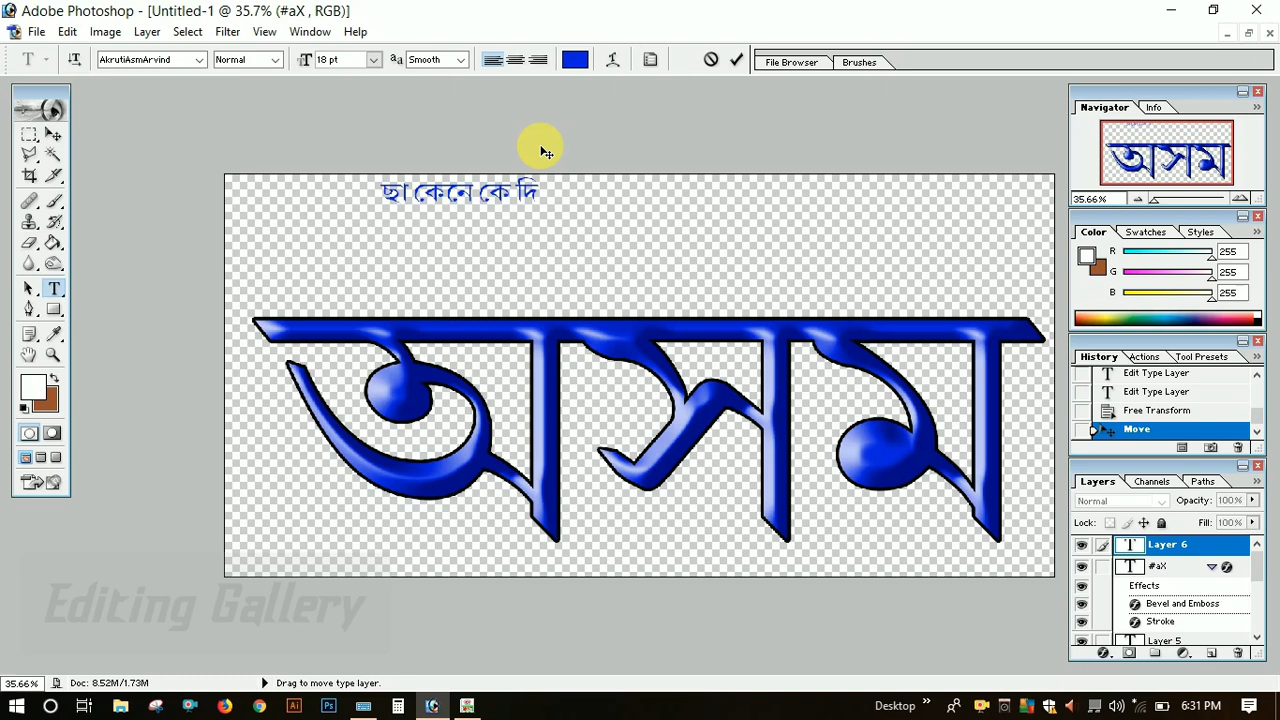 Adobe Photoshop - [Untitled-1 @ 35.7% (#aX , RGB)]
File Edit Image Layer Select Filter View Window Help
AkrutiAsmArvind Normal 18 pt Smooth File Browser Brushes
Navigator Info
35.66%
Color Swatches Styles
R 255
G 255
B 255
ছা কেনে কে দি
অসম
History Actions Tool Presets
Edit Type Layer
Edit Type Layer
Free Transform
Move
Layers Channels Paths
Normal Opacity: 100%
Lock: Fill: 100%
Layer 6
#aX
Effects
Bevel and Emboss
Stroke
Layer 5
Editing Gallery
35.66% Doc: 8.52M/1.73M Drag to move type layer.
Desktop 6:31 PM